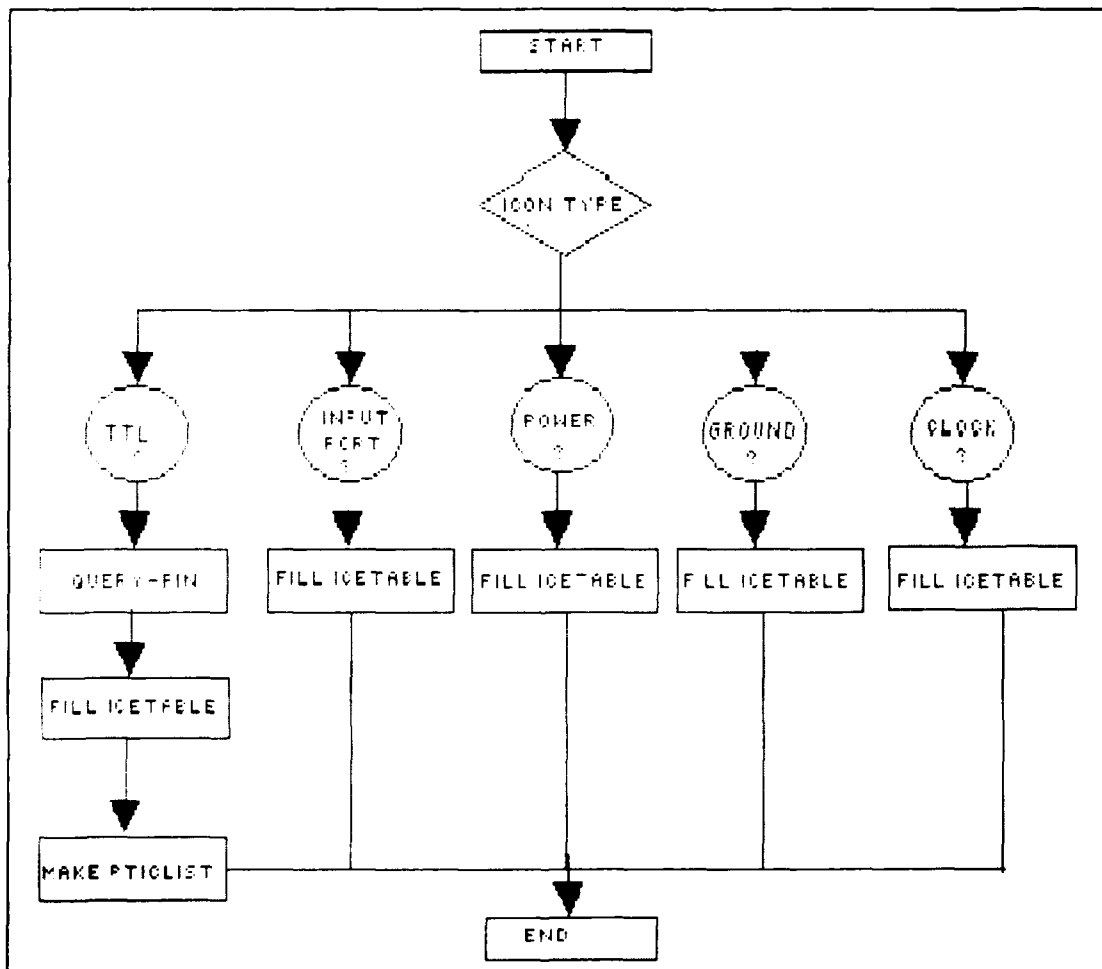 START
ICON TYPE
?
TTL
?
INPUT
PORT
?
POWER
?
GROUND
?
CLOCK
?
QUERY-PIN
FILL ICETABLE
FILL ICETABLE
FILL ICETABLE
FILL ICETABLE
FILL ICETABLE
MAKE PTICLIST
END